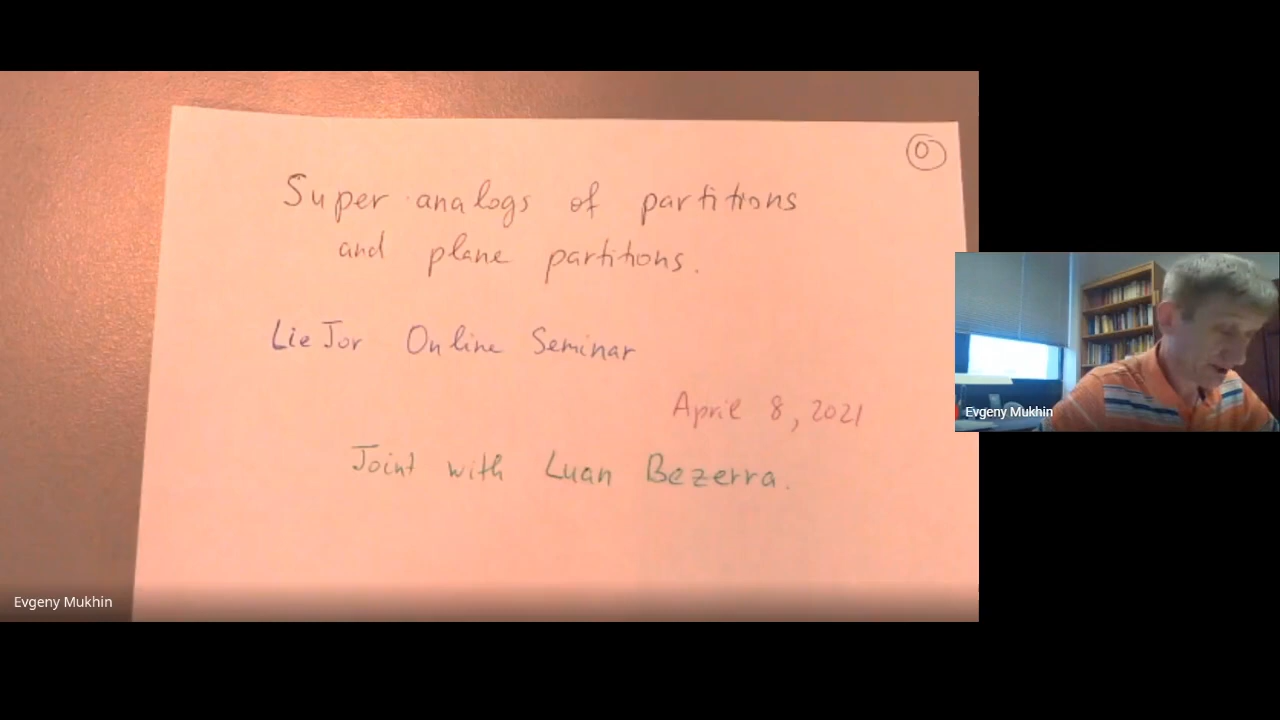 0
Super analogs of partitions
and plane partitions.
Lie Jor Online Seminar
April 8, 2021
Joint with Luan Bezerra.
Evgeny Mukhin
Evgeny Mukhin